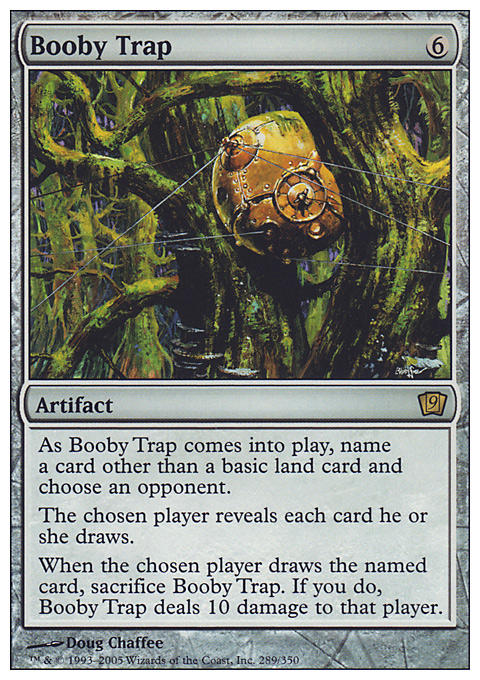 Booby Trap 6
Artifact 9
As Booby Trap comes into play, name
a card other than a basic land card and
choose an opponent.
The chosen player reveals each card he or
she draws.
When the chosen player draws the named
card, sacrifice Booby Trap. If you do,
Booby Trap deals 10 damage to that player.
Doug Chaffee
™ & © 1993–2005 Wizards of the Coast, Inc. 289/350